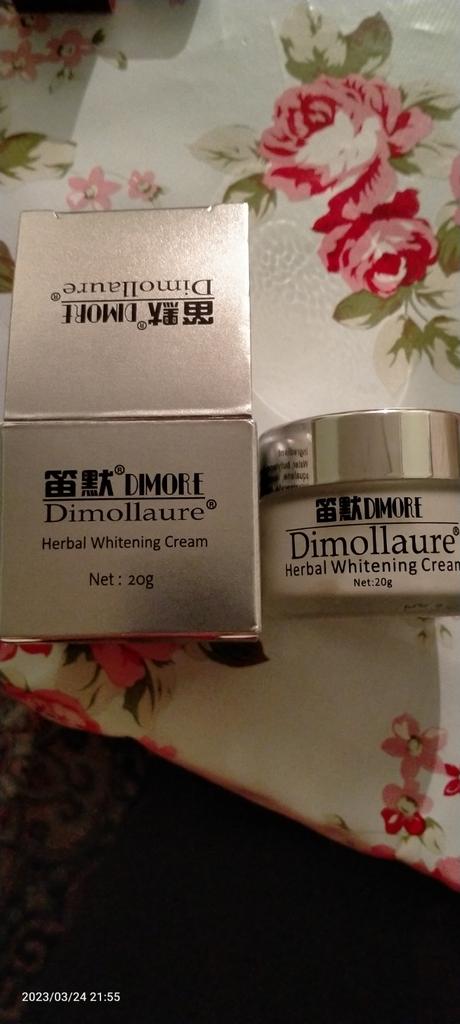 Dimollaure®
笛默® DIMORE
笛默® DIMORE
Dimollaure®
Herbal Whitening Cream
Net : 20g
笛默 DIMORE
Dimollaure®
Herbal Whitening Cream
Net:20g
2023/03/24 21:55